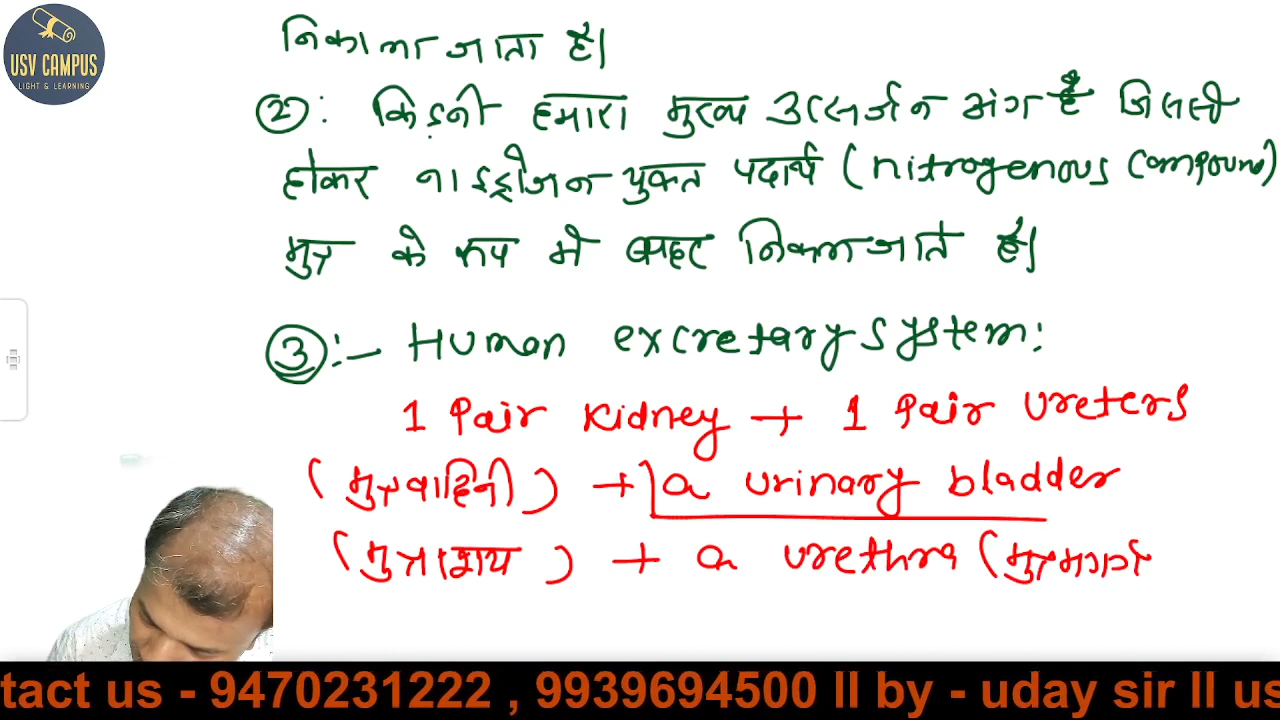 USV CAMPUS
LIGHT & LEARNING
निकाला जाता है।
②: किडनी हमारा मुख्य उत्सर्जन अंग है जिससे
होकर नाइट्रोजन युक्त पदार्थ (nitrogenous Compound)
मुत्र के रूप में बाहर निकल जाते हैं।
③:- Human excretary system:
1 Pair Kidney + 1 Pair Ureters
(मुत्रवाहिनी) + a urinary bladder
(मुत्राशय) + a urethra (मुत्रमार्ग
tact us - 9470231222 , 9939694500 ll by - uday sir ll us